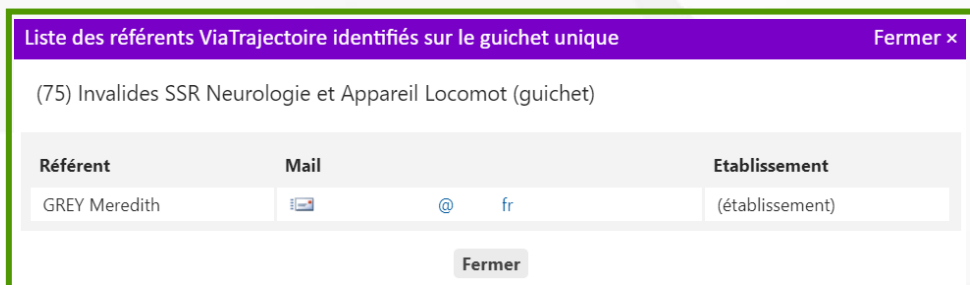 Liste des référents ViaTrajectoire identifiés sur le guichet unique Fermer ×
(75) Invalides SSR Neurologie et Appareil Locomot (guichet)
Référent Mail Etablissement
GREY Meredith @ fr (établissement)
Fermer